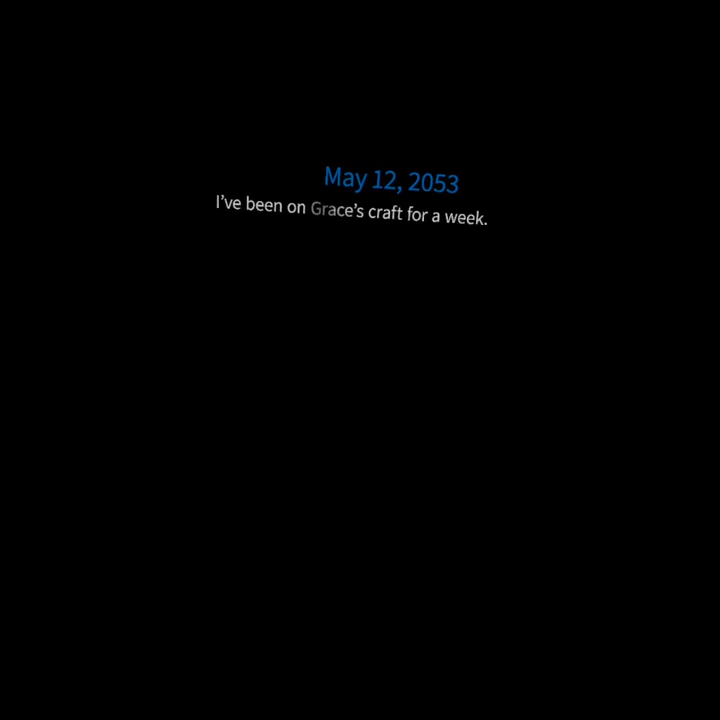 May 12, 2053
I’ve been on Grace’s craft for a week.